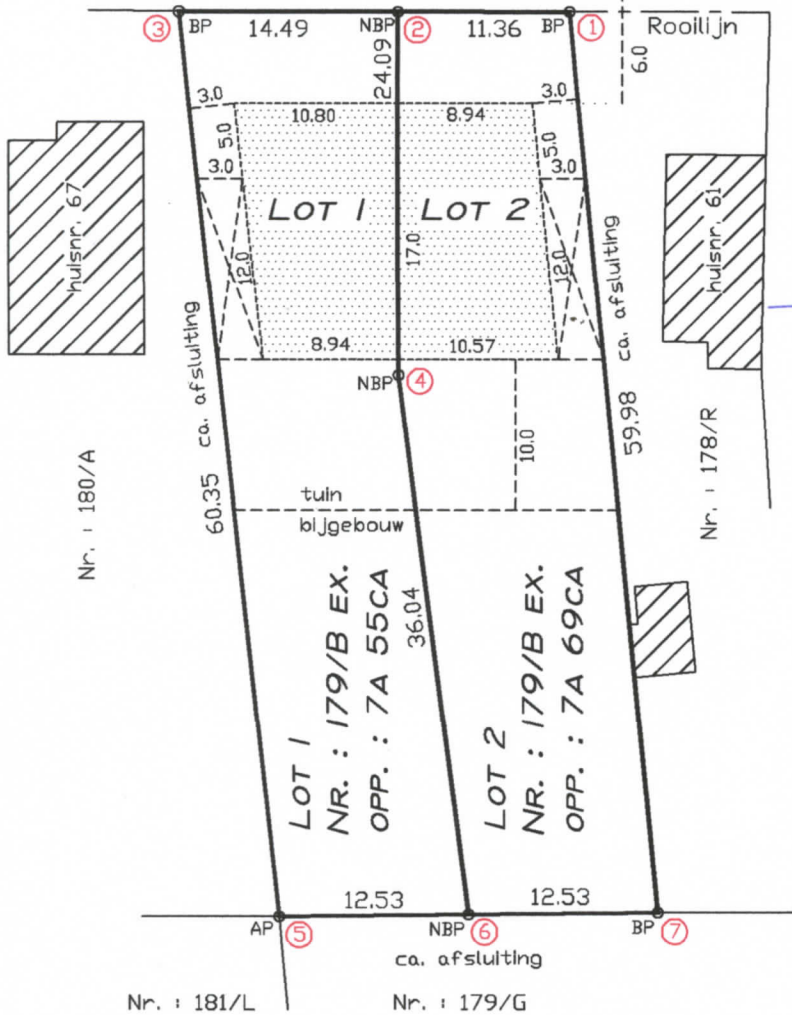 ③ BP 14.49 NBP ② 11.36 BP ① Rooilijn
6.0
24.09
3.0 10.80 8.94 3.0
5.0 5.0
3.0 3.0
LOT 1 LOT 2
huisnr. 67
huisnr. 61
12.0 17.0 12.0
ca. afsluiting
ca. afsluiting
8.94 10.57
NBP ④
59.98
10.0
Nr. : 180/A
60.35
Nr. : 178/R
tuin
bijgebouw
36.04
LOT 1
NR. : 179/B EX.
OPP. : 7A 55CA
LOT 2
NR. : 179/B EX.
OPP. : 7A 69CA
12.53 12.53
AP ⑤ NBP ⑥ BP ⑦
ca. afsluiting
Nr. : 181/L Nr. : 179/G